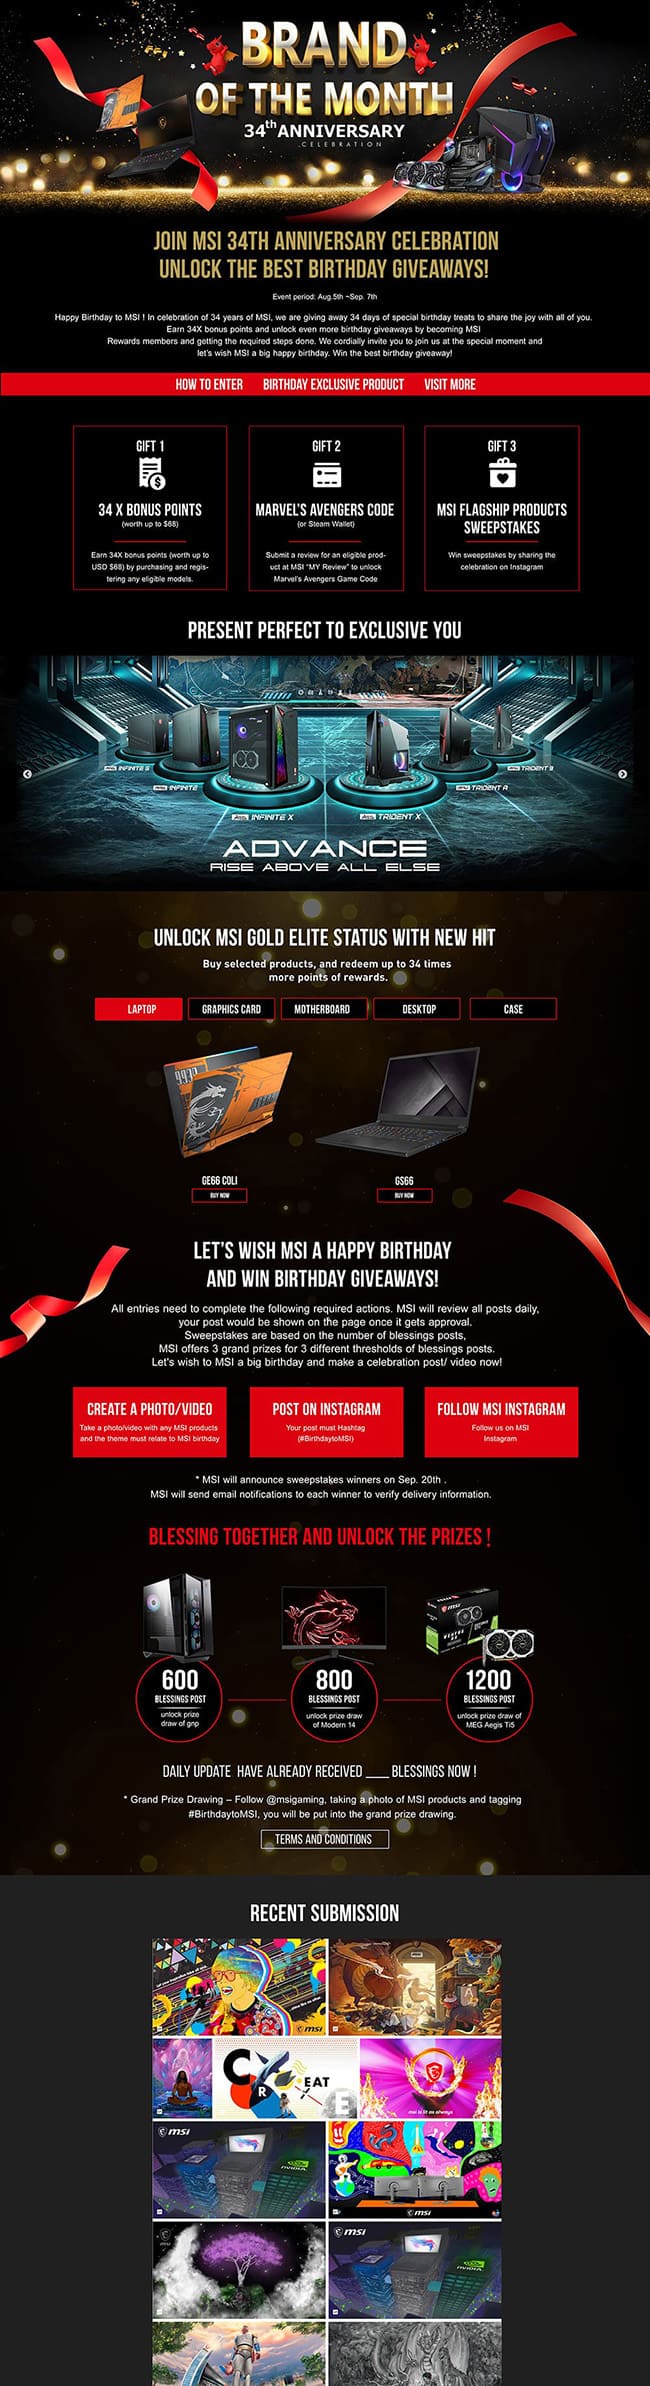 BRAND
OF THE MONTH
34th ANNIVERSARY
CELEBRATION
JOIN MSI 34TH ANNIVERSARY CELEBRATION
UNLOCK THE BEST BIRTHDAY GIVEAWAYS!
Event period: Aug.5th ~Sep. 7th
Happy Birthday to MSI ! In celebration of 34 years of MSI, we are giving away 34 days of special birthday treats to share the joy with all of you.
Earn 34X bonus points and unlock even more birthday giveaways by becoming MSI
Rewards members and getting the required steps done. We cordially invite you to join us at the special moment and
let's wish MSI a big happy birthday. Win the best birthday giveaway!
HOW TO ENTER BIRTHDAY EXCLUSIVE PRODUCT VISIT MORE
GIFT 1
34 X BONUS POINTS
(worth up to $68)
Earn 34X bonus points (worth up to
USD $68) by purchasing and regis-
tering any eligible models.
GIFT 2
MARVEL'S AVENGERS CODE
(or Steam Wallet)
Submit a review for an eligible prod-
uct at MSI "MY Review" to unlock
Marvel's Avengers Game Code
GIFT 3
MSI FLAGSHIP PRODUCTS
SWEEPSTAKES
Win sweepstakes by sharing the
celebration on Instagram
PRESENT PERFECT TO EXCLUSIVE YOU
INFINITE S
INFINITE
INFINITE X
TRIDENT X
TRIDENT A
TRIDENT 3
ADVANCE
RISE ABOVE ALL ELSE
UNLOCK MSI GOLD ELITE STATUS WITH NEW HIT
Buy selected products, and redeem up to 34 times
more points of rewards.
LAPTOP GRAPHICS CARD MOTHERBOARD DESKTOP CASE
GE66 COLI
BUY NOW
GS66
BUY NOW
LET'S WISH MSI A HAPPY BIRTHDAY
AND WIN BIRTHDAY GIVEAWAYS!
All entries need to complete the following required actions. MSI will review all posts daily,
your post would be shown on the page once it gets approval.
Sweepstakes are based on the number of blessings posts,
MSI offers 3 grand prizes for 3 different thresholds of blessings posts.
Let's wish to MSI a big birthday and make a celebration post/ video now!
CREATE A PHOTO/VIDEO
Take a photo/video with any MSI products
and the theme must relate to MSI birthday
POST ON INSTAGRAM
Your post must Hashtag
(#BirthdaytoMSI)
FOLLOW MSI INSTAGRAM
Follow us on MSI
Instagram
* MSI will announce sweepstakes winners on Sep. 20th .
MSI will send email notifications to each winner to verify delivery information.
BLESSING TOGETHER AND UNLOCK THE PRIZES !
600
BLESSINGS POST
unlock prize
draw of gnp
800
BLESSINGS POST
unlock prize draw
of Modern 14
1200
BLESSINGS POST
unlock prize draw of
MEG Aegis Ti5
DAILY UPDATE HAVE ALREADY RECEIVED ___ BLESSINGS NOW !
* Grand Prize Drawing – Follow @msigaming, taking a photo of MSI products and tagging
#BirthdaytoMSI, you will be put into the grand prize drawing.
TERMS AND CONDITIONS
RECENT SUBMISSION
msi
C
R EAT
E
msi is lit as always
msi
NVIDIA
msi
msi
NVIDIA